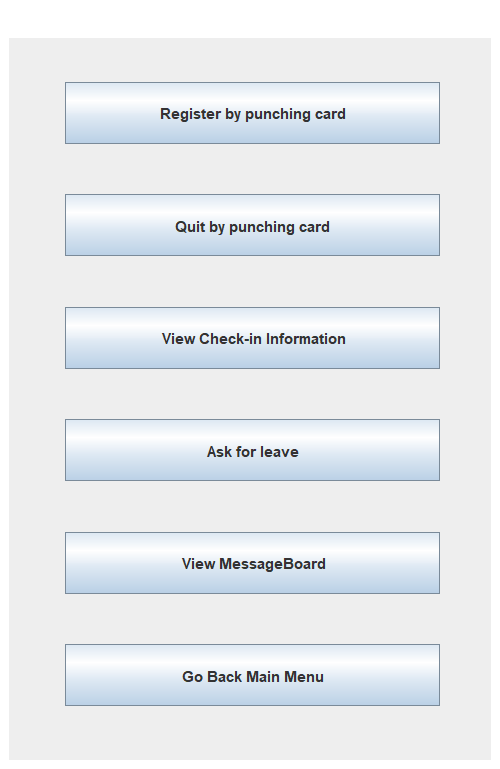 Register by punching card
Quit by punching card
View Check-in Information
Ask for leave
View MessageBoard
Go Back Main Menu